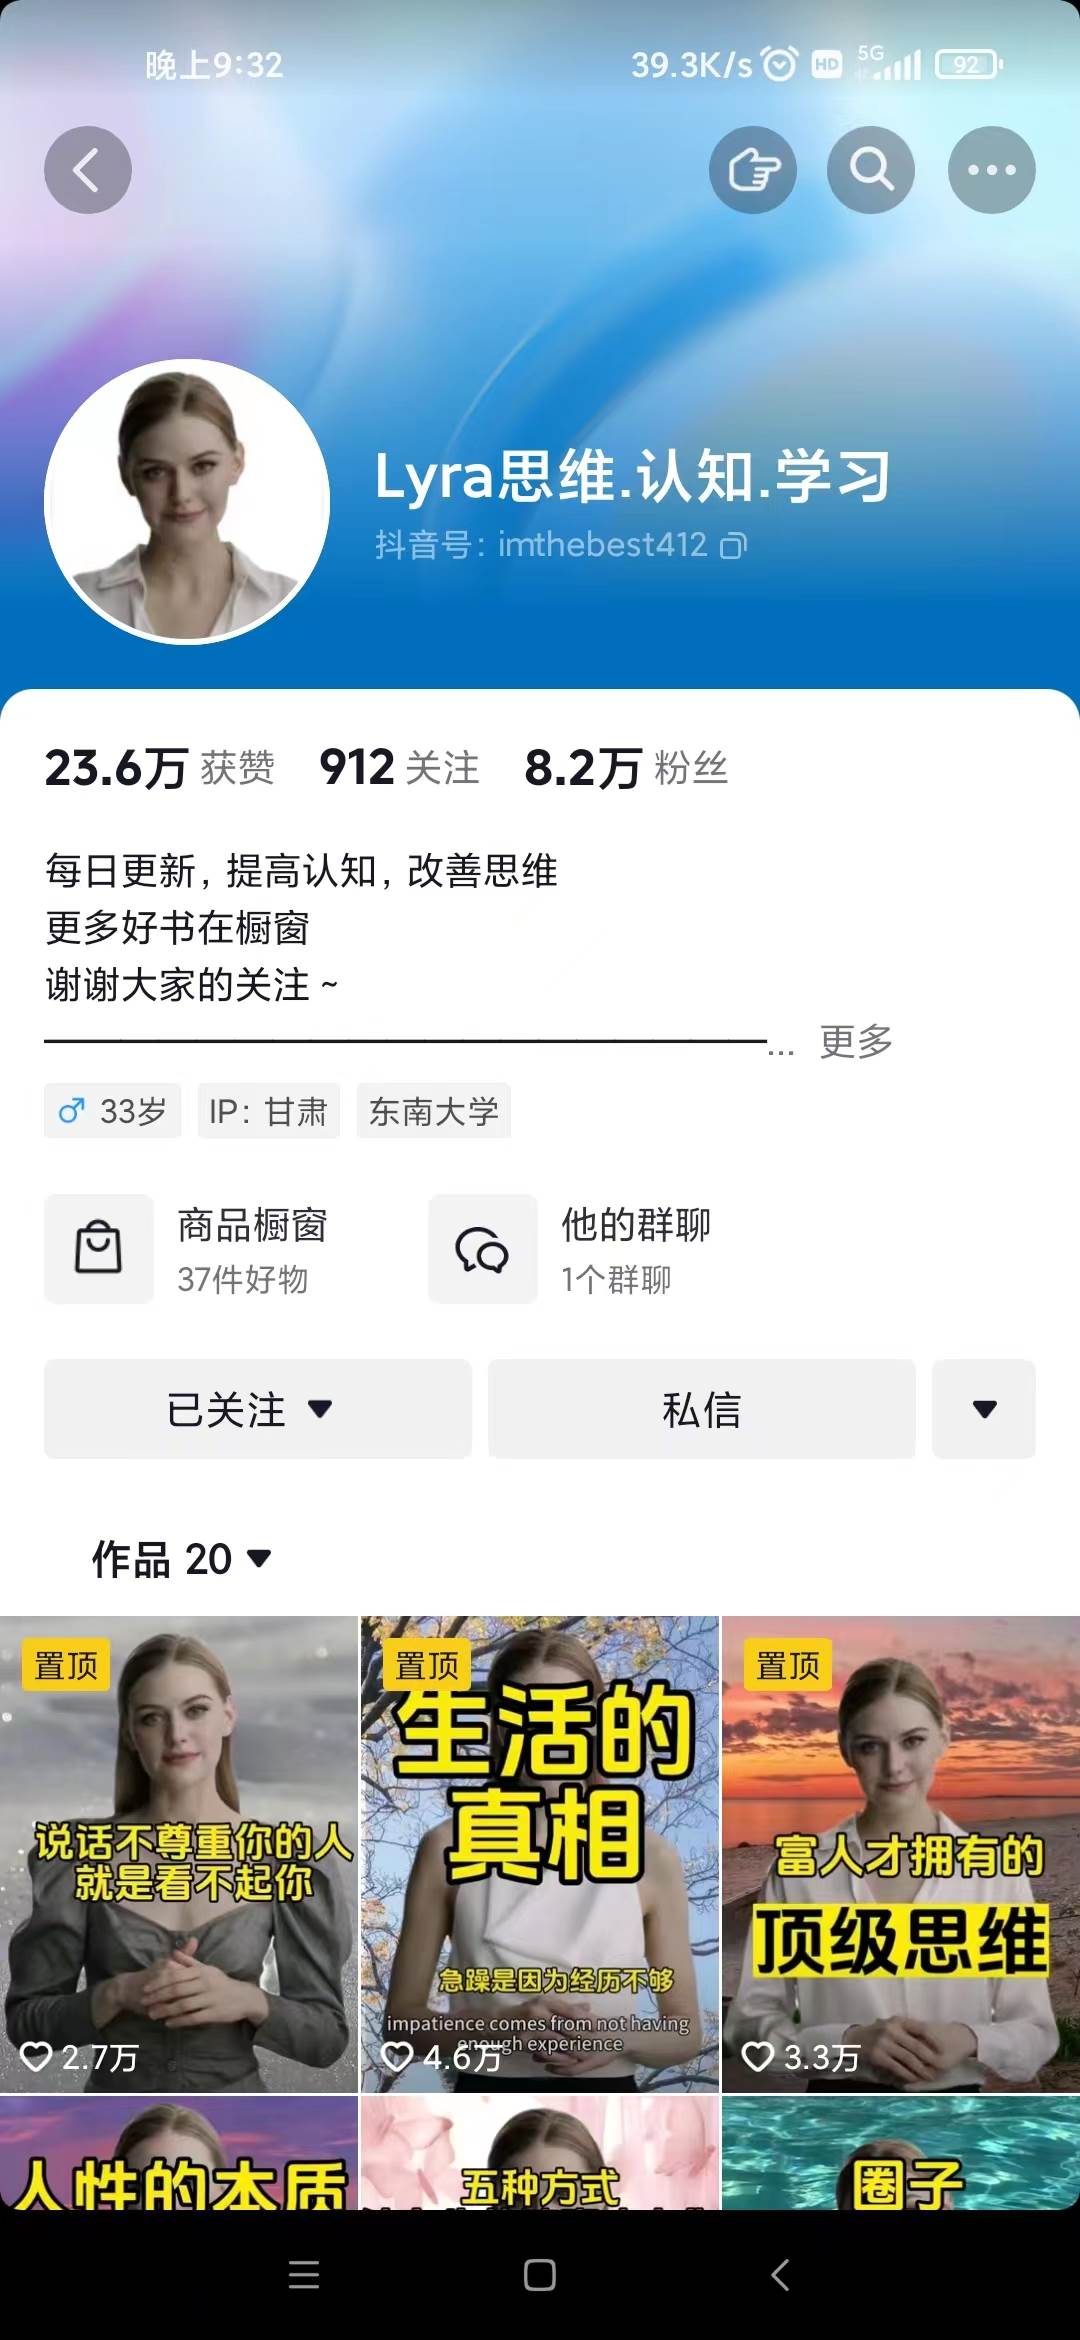 晚上9:32
39.3K/s HD 5G 92
Lyra思维.认知.学习
抖音号: imthebest412
23.6万 获赞 912 关注 8.2万 粉丝
每日更新, 提高认知, 改善思维
更多好书在橱窗
谢谢大家的关注 ~
... 更多
♂ 33岁 IP: 甘肃 东南大学
商品橱窗
37件好物
他的群聊
1个群聊
已关注
私信
作品 20
置顶
说话不尊重你的人
就是看不起你
2.7万
置顶
生活的
真相
急躁是因为经历不够
impatience comes from not having
enough experience
4.6万
置顶
富人才拥有的
顶级思维
3.3万
人性的本质
五种方式
圈子